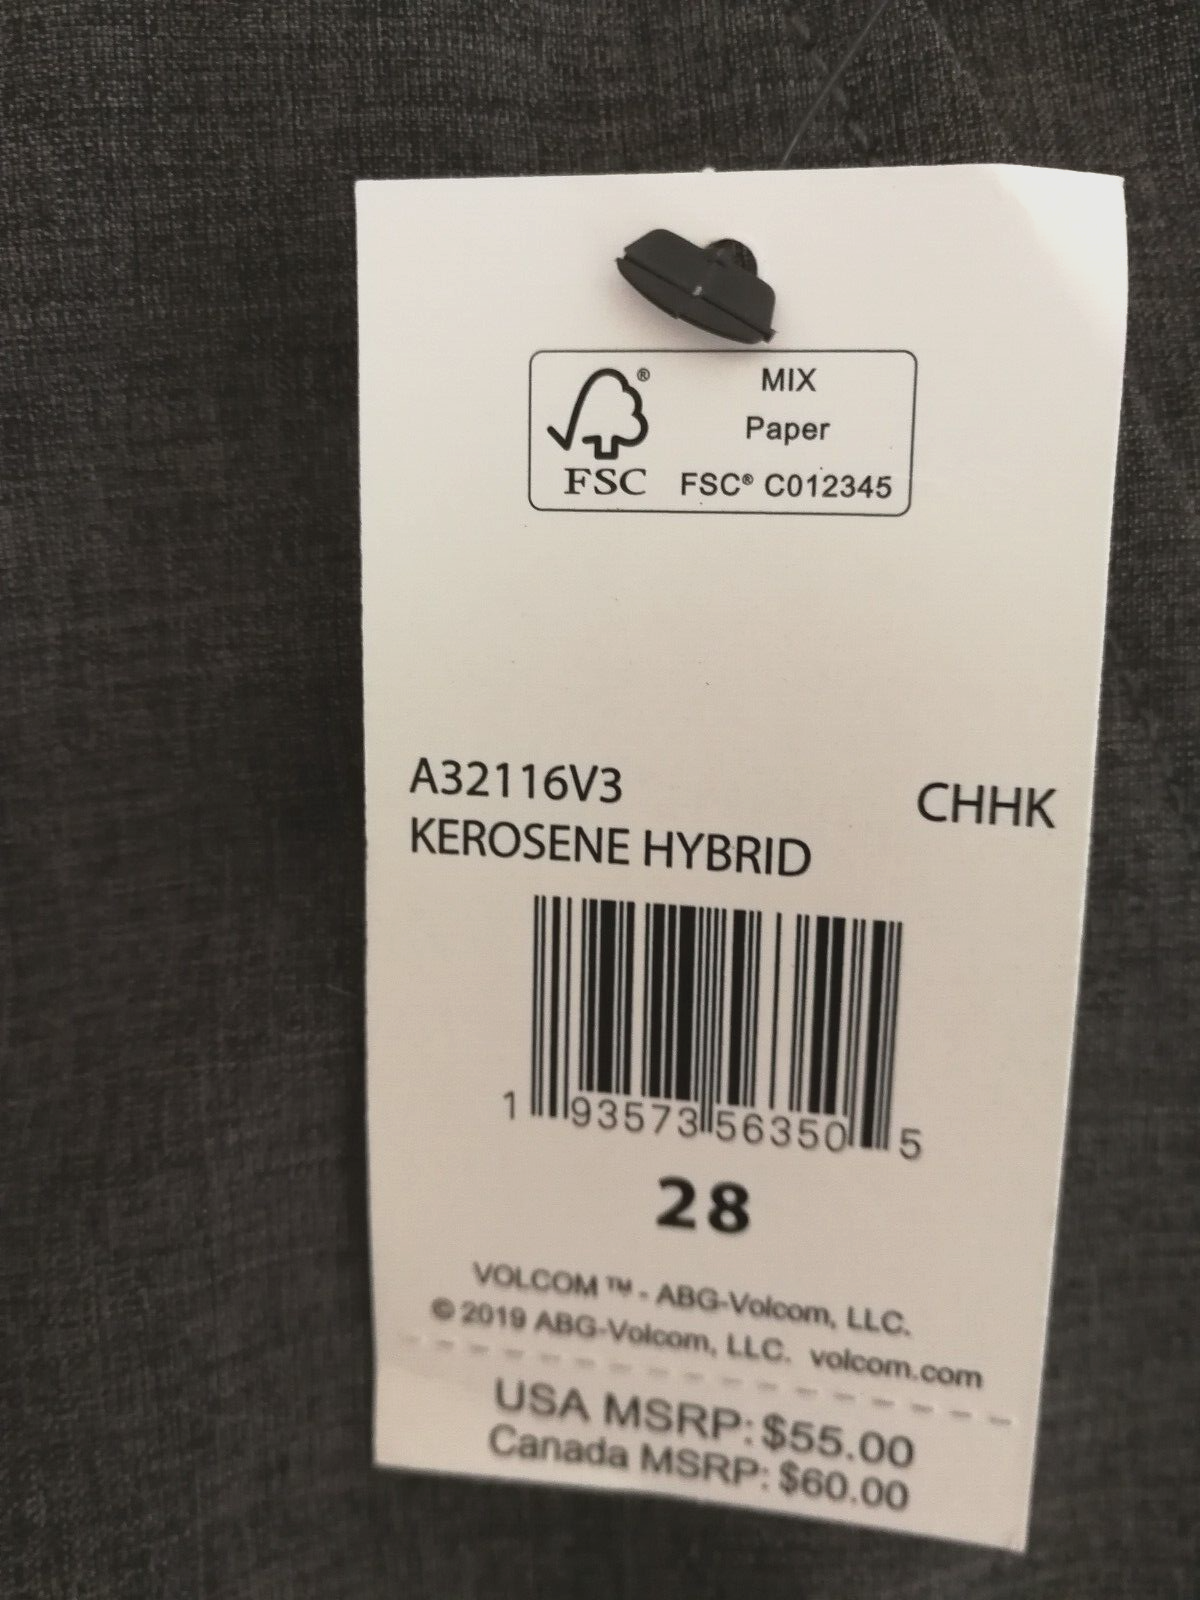 MIX
Paper
FSC® C012345
®
FSC
A32116V3
CHHK
KEROSENE HYBRID
1 93573 56350 5
28
VOLCOM ™ - ABG-Volcom, LLC.
© 2019 ABG-Volcom, LLC. volcom.com
USA MSRP: $55.00
Canada MSRP: $60.00